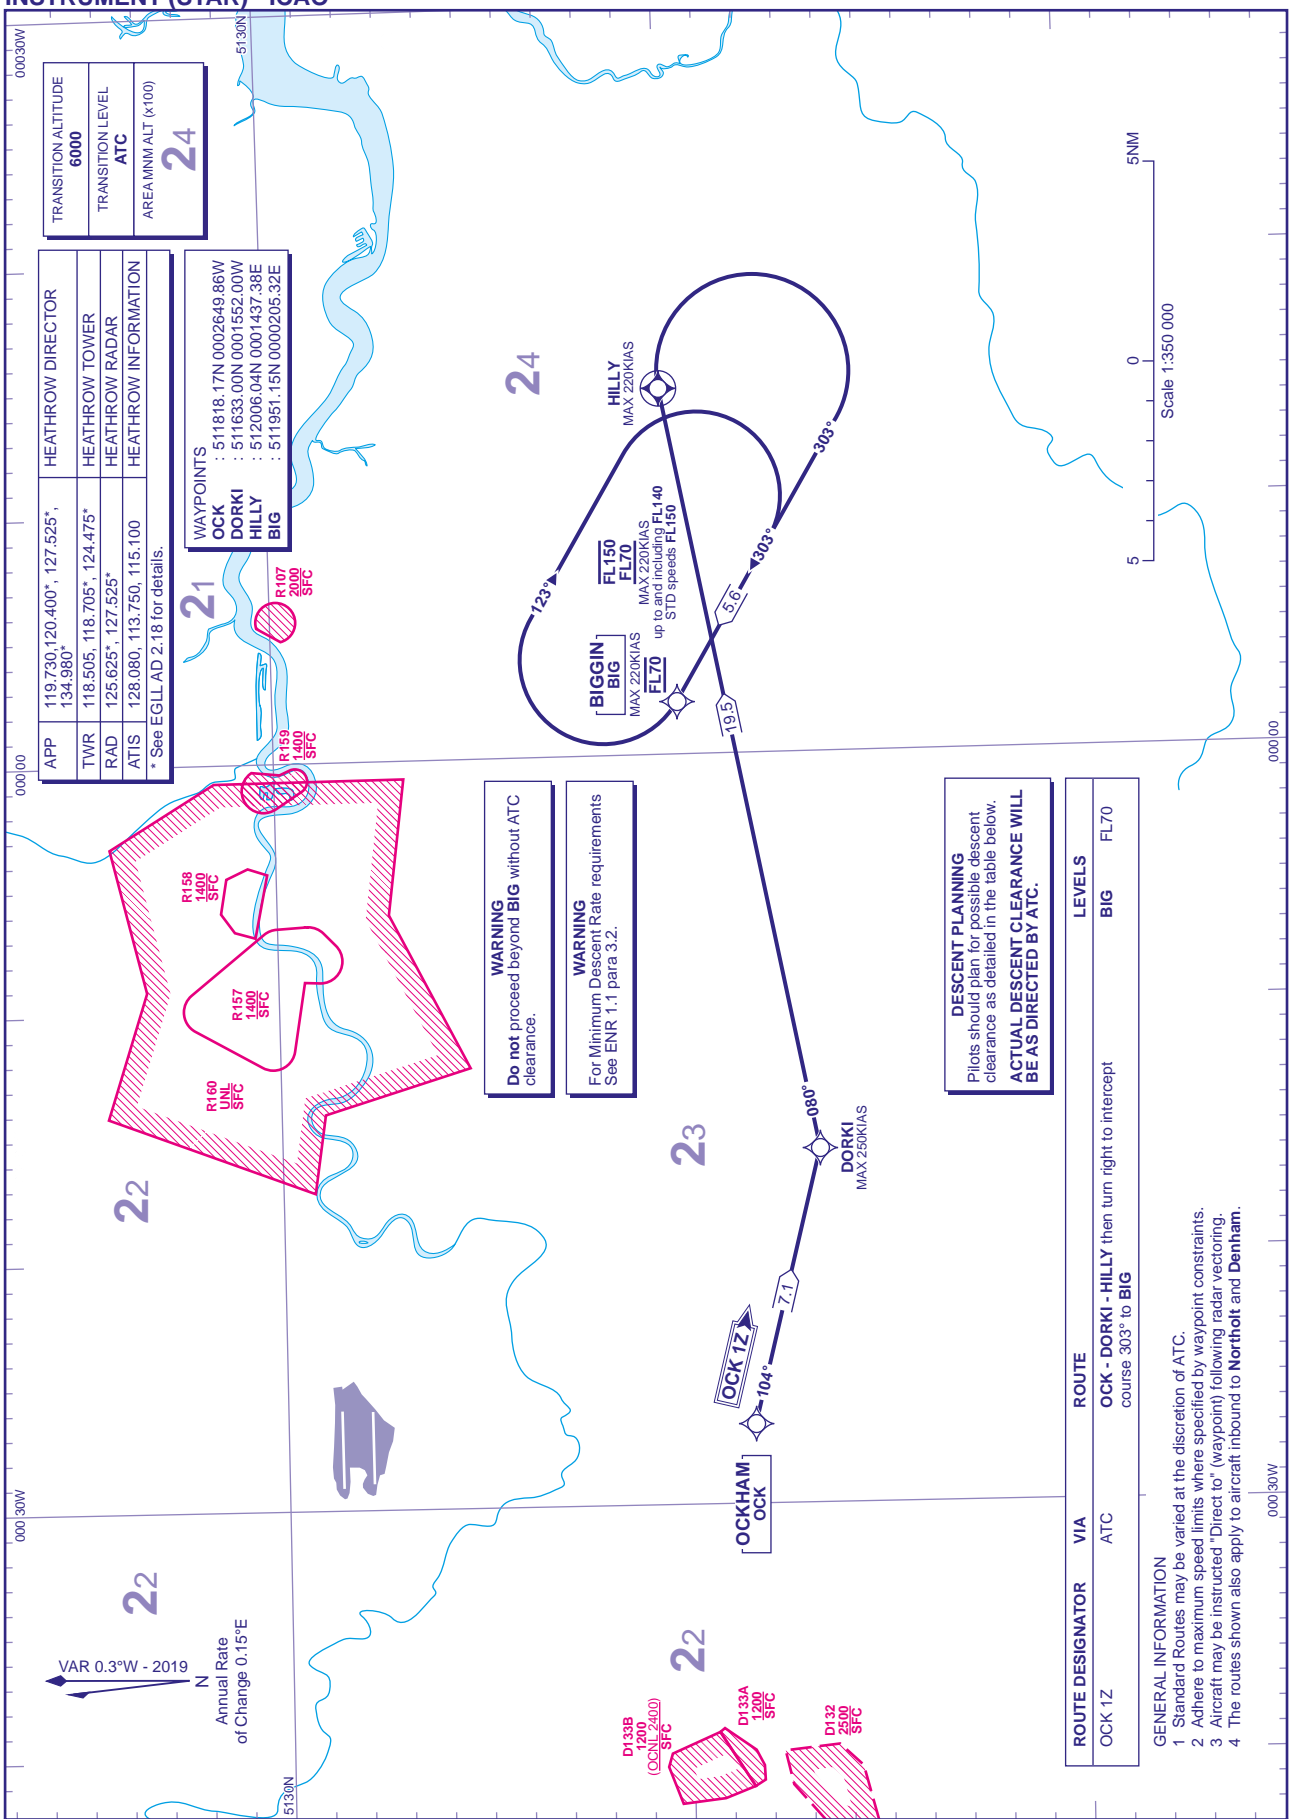 INSTRUMENT (STAR) - ICAO
00030W
5130N
00000
00030W
5130N
00000
00030W
TRANSITION ALTITUDE
6000
TRANSITION LEVEL
ATC
AREA MNM ALT (x100)
24
APP 119.730,120.400*, 127.525*, HEATHROW DIRECTOR
134.980*
TWR 118.505, 118.705*, 124.475* HEATHROW TOWER
RAD 125.625*, 127.525* HEATHROW RADAR
ATIS 128.080, 113.750, 115.100 HEATHROW INFORMATION
* See EGLL AD 2.18 for details.
WAYPOINTS
OCK : 511818.17N 0002649.86W
DORKI : 511633.00N 0001552.00W
HILLY : 512006.04N 0001437.38E
BIG : 511951.15N 0000205.32E
VAR 0.3°W - 2019
N
Annual Rate
of Change 0.15°E
22
22
21
24
23
22
R160
UNL
SFC
R157
1400
SFC
R158
1400
SFC
R159
1400
SFC
R107
2000
SFC
D133B
1200
(OCNL 2400)
SFC
D133A
1200
SFC
D132
2500
SFC
WARNING
Do not proceed beyond BIG without ATC
clearance.
WARNING
For Minimum Descent Rate requirements
See ENR 1.1 para 3.2.
OCKHAM
OCK
OCK 1Z
104°
7.1
DORKI
MAX 250KIAS
080°
19.5
BIGGIN
BIG
MAX 220KIAS
FL70
FL150
FL70
MAX 220KIAS
up to and including FL140
STD speeds FL150
123°
5.6
303°
303°
HILLY
MAX 220KIAS
DESCENT PLANNING
Pilots should plan for possible descent
clearance as detailed in the table below.
ACTUAL DESCENT CLEARANCE WILL
BE AS DIRECTED BY ATC.
5 0 5NM
Scale 1:350 000
ROUTE DESIGNATOR VIA ROUTE LEVELS
OCK 1Z ATC OCK - DORKI - HILLY then turn right to intercept BIG FL70
course 303° to BIG
GENERAL INFORMATION
1 Standard Routes may be varied at the discretion of ATC.
2 Adhere to maximum speed limits where specified by waypoint constraints.
3 Aircraft may be instructed "Direct to" (waypoint) following radar vectoring.
4 The routes shown also apply to aircraft inbound to Northolt and Denham.